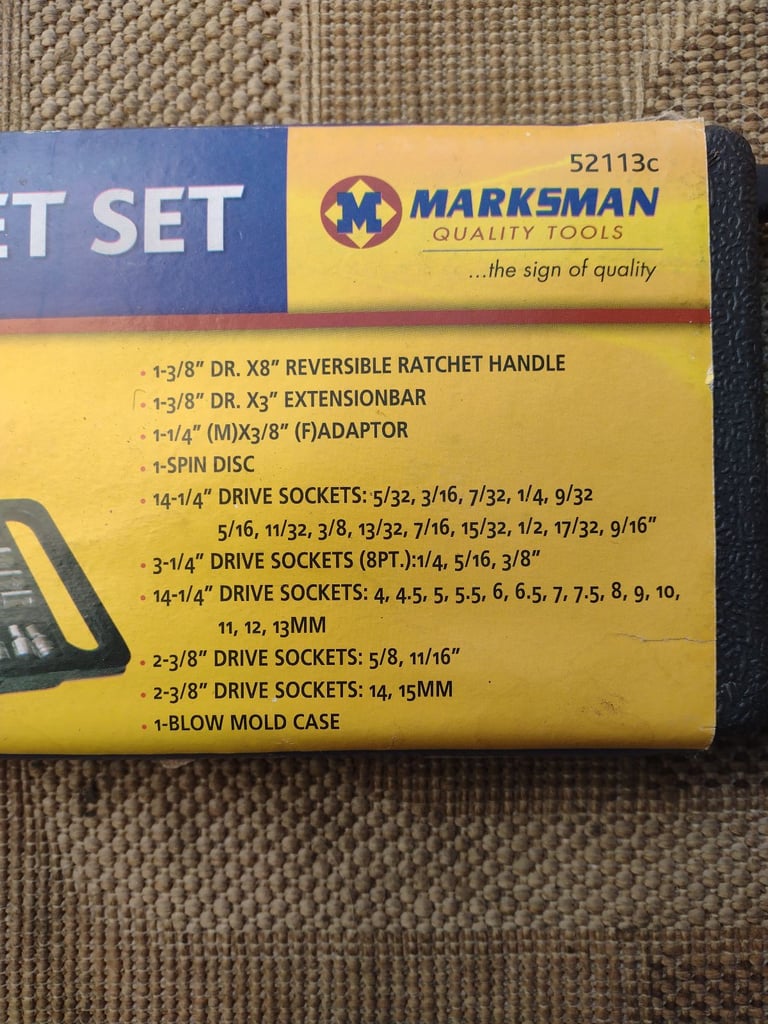 52113c
ET SET
M MARKSMAN
QUALITY TOOLS
...the sign of quality
• 1-3/8" DR. X8" REVERSIBLE RATCHET HANDLE
• 1-3/8" DR. X3" EXTENSIONBAR
• 1-1/4" (M)X3/8" (F)ADAPTOR
• 1-SPIN DISC
• 14-1/4" DRIVE SOCKETS: 5/32, 3/16, 7/32, 1/4, 9/32
5/16, 11/32, 3/8, 13/32, 7/16, 15/32, 1/2, 17/32, 9/16"
• 3-1/4" DRIVE SOCKETS (8PT.):1/4, 5/16, 3/8"
• 14-1/4" DRIVE SOCKETS: 4, 4.5, 5, 5.5, 6, 6.5, 7, 7.5, 8, 9, 10,
11, 12, 13MM
• 2-3/8" DRIVE SOCKETS: 5/8, 11/16"
• 2-3/8" DRIVE SOCKETS: 14, 15MM
• 1-BLOW MOLD CASE